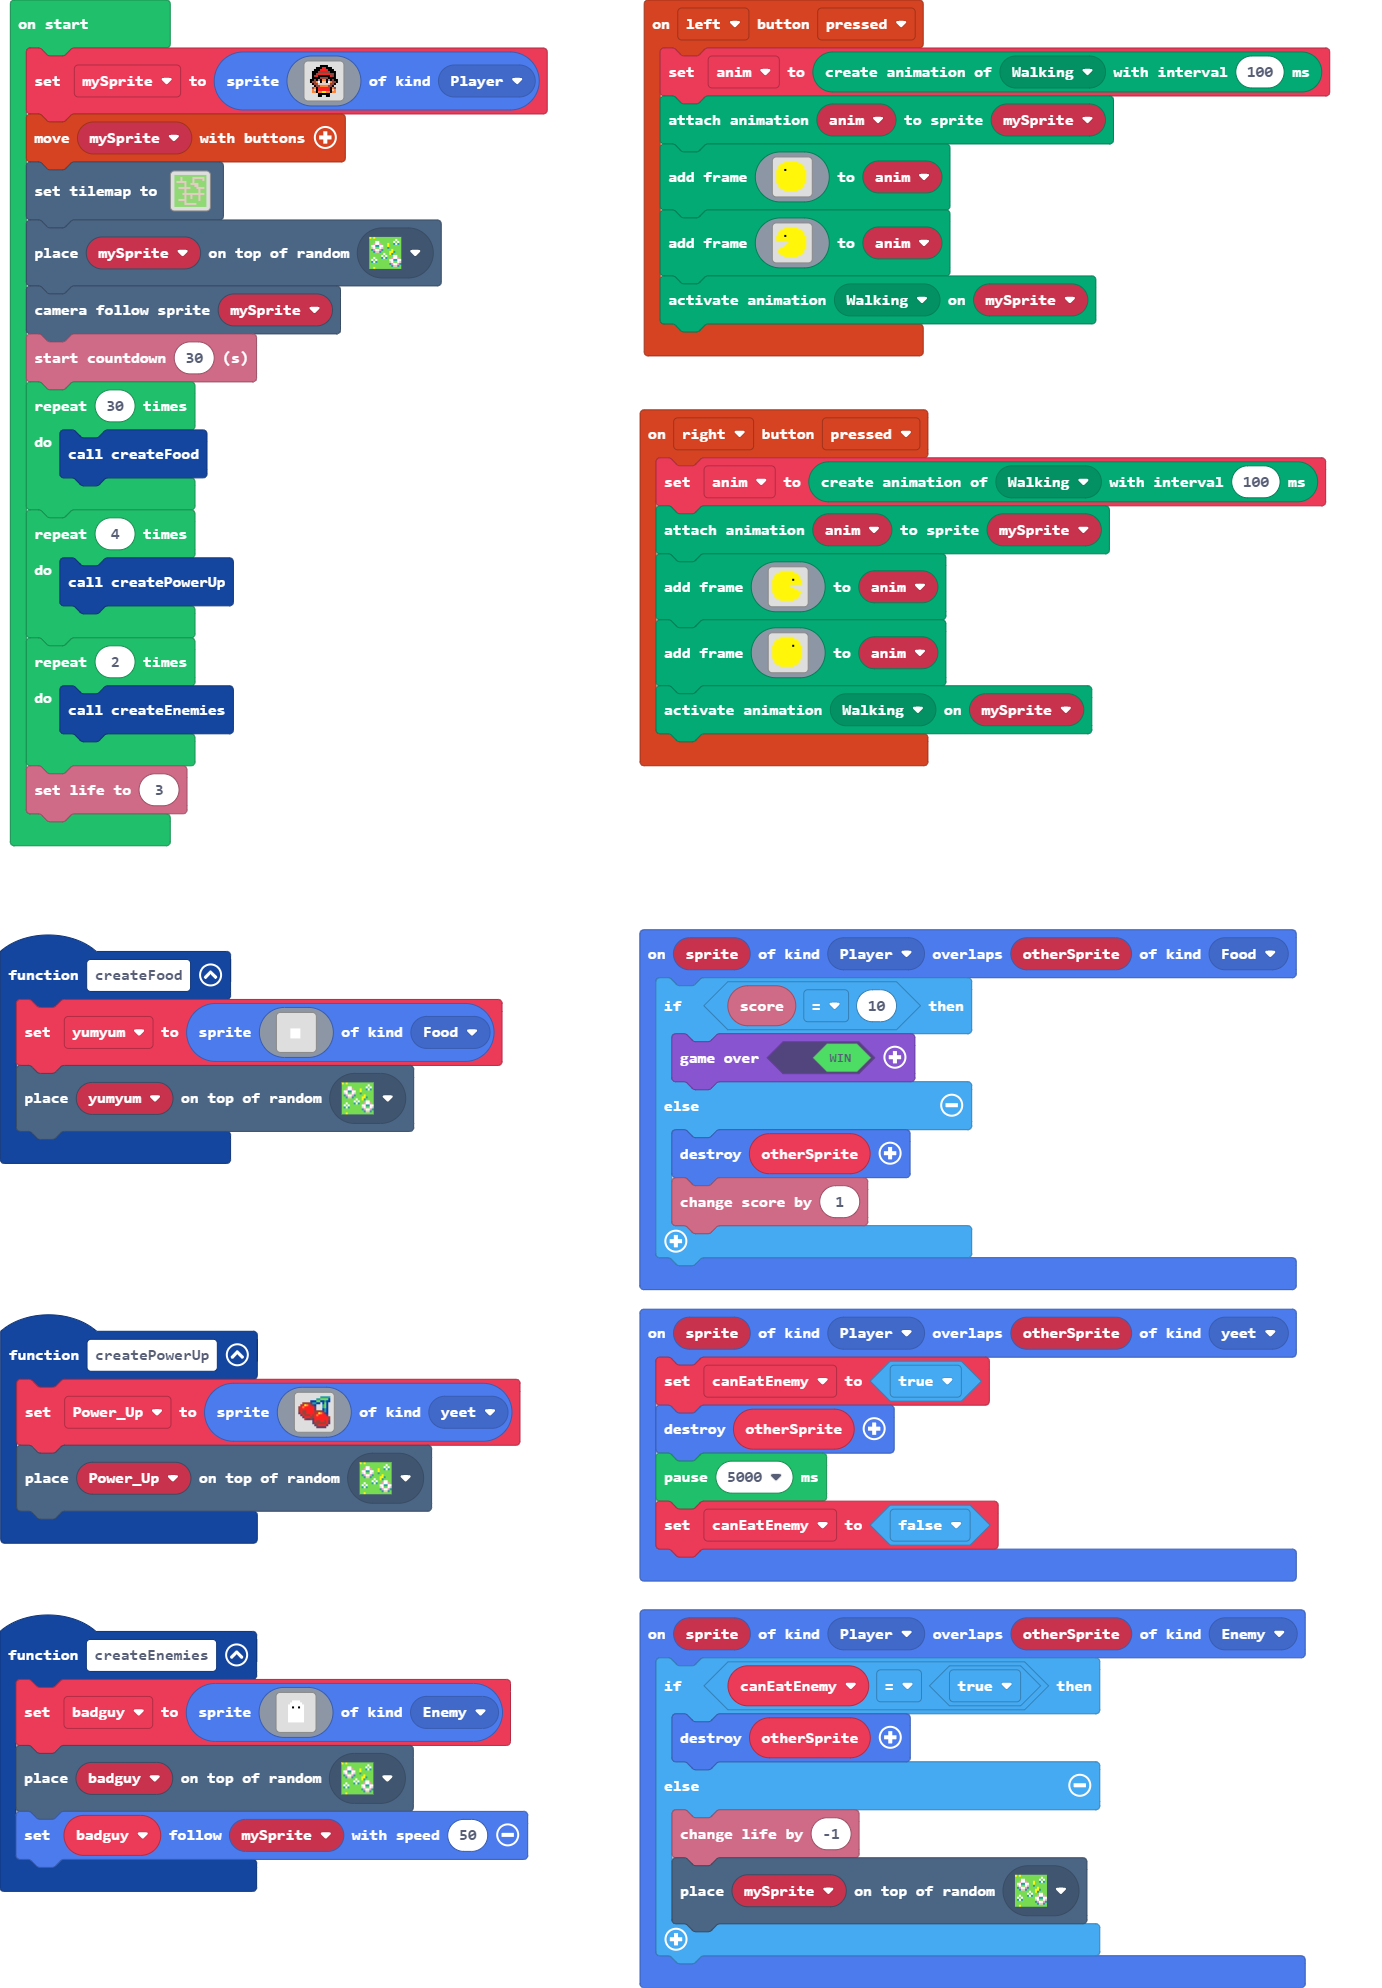 on start
set mySprite to sprite of kind Player
move mySprite with buttons
set tilemap to
place mySprite on top of random
camera follow sprite mySprite
start countdown 30 (s)
repeat 30 times
do
call createFood
repeat 4 times
do
call createPowerUp
repeat 2 times
do
call createEnemies
set life to 3
on left button pressed
set anim to create animation of Walking with interval 100 ms
attach animation anim to sprite mySprite
add frame to anim
add frame to anim
activate animation Walking on mySprite
on right button pressed
set anim to create animation of Walking with interval 100 ms
attach animation anim to sprite mySprite
add frame to anim
add frame to anim
activate animation Walking on mySprite
function createFood
set yumyum to sprite of kind Food
place yumyum on top of random
on sprite of kind Player overlaps otherSprite of kind Food
if score = 10 then
game over WIN
else
destroy otherSprite
change score by 1
function createPowerUp
set Power_Up to sprite of kind yeet
place Power_Up on top of random
on sprite of kind Player overlaps otherSprite of kind yeet
set canEatEnemy to true
destroy otherSprite
pause 5000 ms
set canEatEnemy to false
function createEnemies
set badguy to sprite of kind Enemy
place badguy on top of random
set badguy follow mySprite with speed 50
on sprite of kind Player overlaps otherSprite of kind Enemy
if canEatEnemy = true then
destroy otherSprite
else
change life by -1
place mySprite on top of random